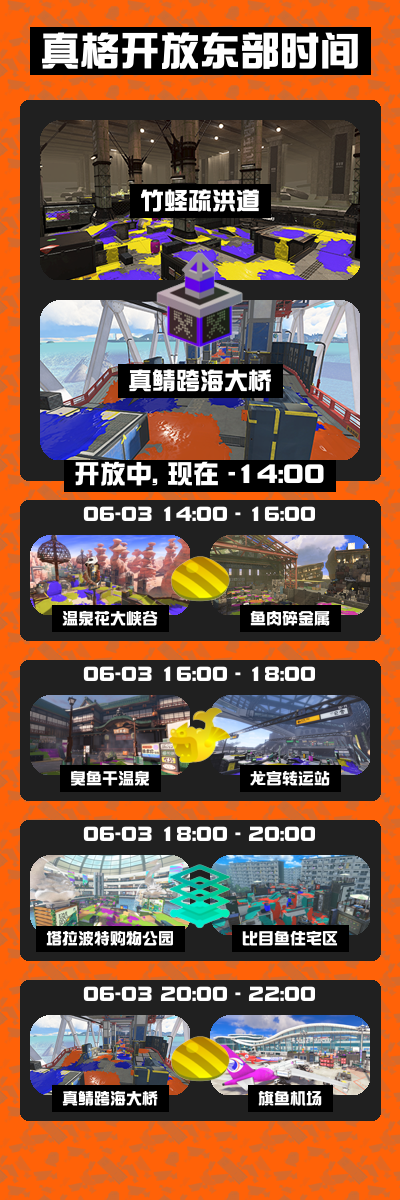 真格开放东部时间
竹蛏疏洪道
真鲭跨海大桥
开放中, 现在 -14:00
06-03 14:00 - 16:00
温泉花大峡谷
鱼肉碎金属
06-03 16:00 - 18:00
臭鱼干温泉
龙宫转运站
06-03 18:00 - 20:00
塔拉波特购物公园
比目鱼住宅区
06-03 20:00 - 22:00
真鲭跨海大桥
旗鱼机场